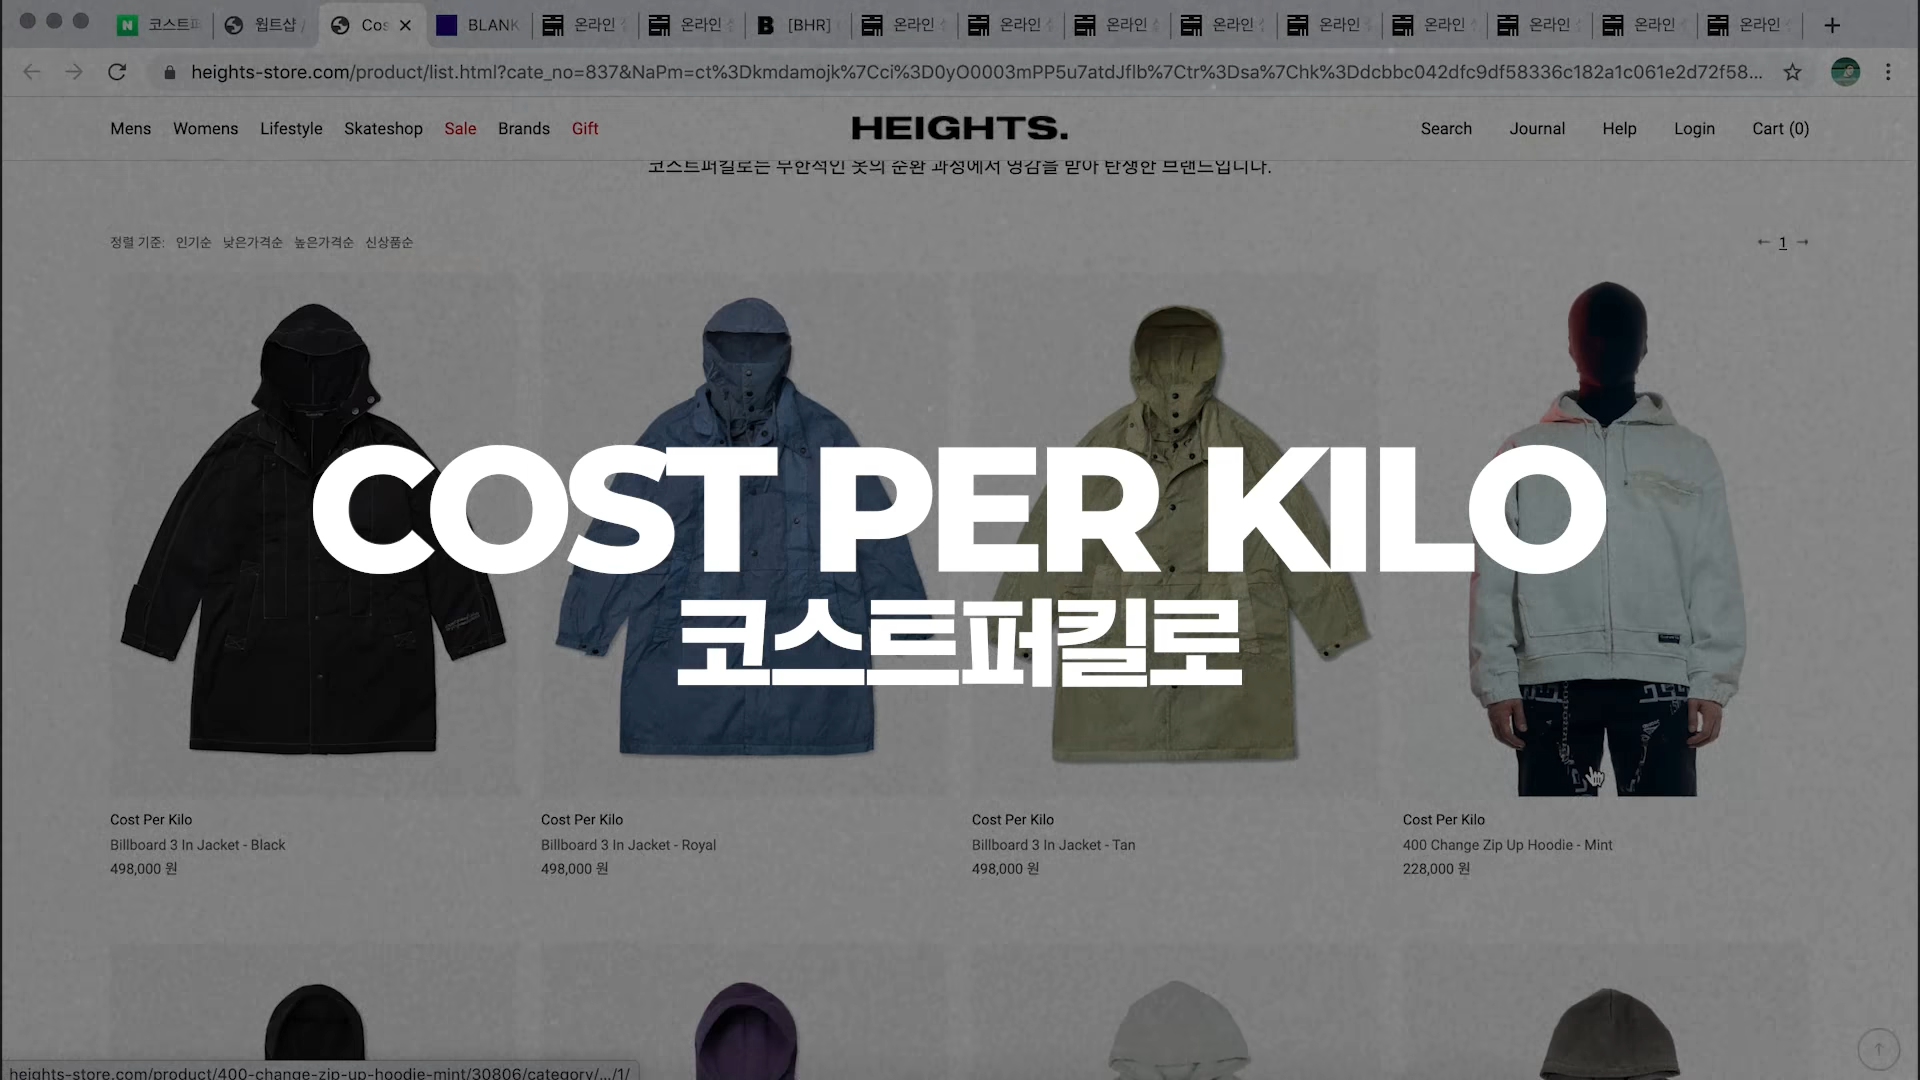 코스트퍼
웝트샵 /
Cos
BLANK
온라인
온라인
[BHR]
온라인
온라인
온라인
온라인
온라인
온라인
온라인
온라인
온라인
heights-store.com/product/list.html?cate_no=837&NaPm=ct%3Dkmdamojk%7Cci%3D0yO0003mPP5u7atdJflb%7Ctr%3Dsa%7Chk%3Ddcbbc042dfc9df58336c182a1c061e2d72f58...
Mens Womens Lifestyle Skateshop Sale Brands Gift
HEIGHTS.
Search Journal Help Login Cart (0)
코스트퍼킬로는 무한적인 옷의 순환 과정에서 영감을 받아 탄생한 브랜드입니다.
정렬 기준: 인기순 낮은가격순 높은가격순 신상품순
← 1 →
COST PER KILO
코스트퍼킬로
Cost Per Kilo
Billboard 3 In Jacket - Black
498,000 원
Cost Per Kilo
Billboard 3 In Jacket - Royal
498,000 원
Cost Per Kilo
Billboard 3 In Jacket - Tan
498,000 원
Cost Per Kilo
400 Change Zip Up Hoodie - Mint
228,000 원
heights-store.com/product/400-change-zip-up-hoodie-mint/30806/category/.../1/